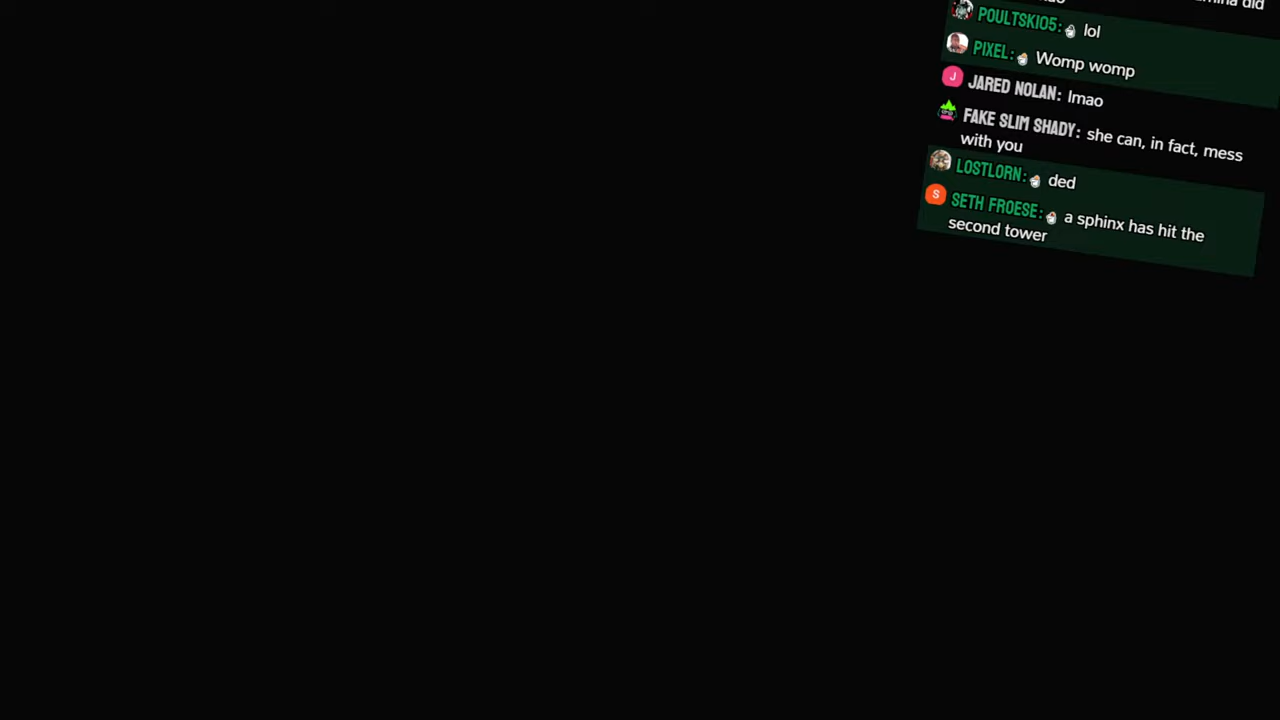 did
POULTSKI05: lol
PIXEL: Womp womp
JARED NOLAN: lmao
FAKE SLIM SHADY: she can, in fact, mess
with you
LOSTLORN: ded
SETH FROESE: a sphinx has hit the
second tower